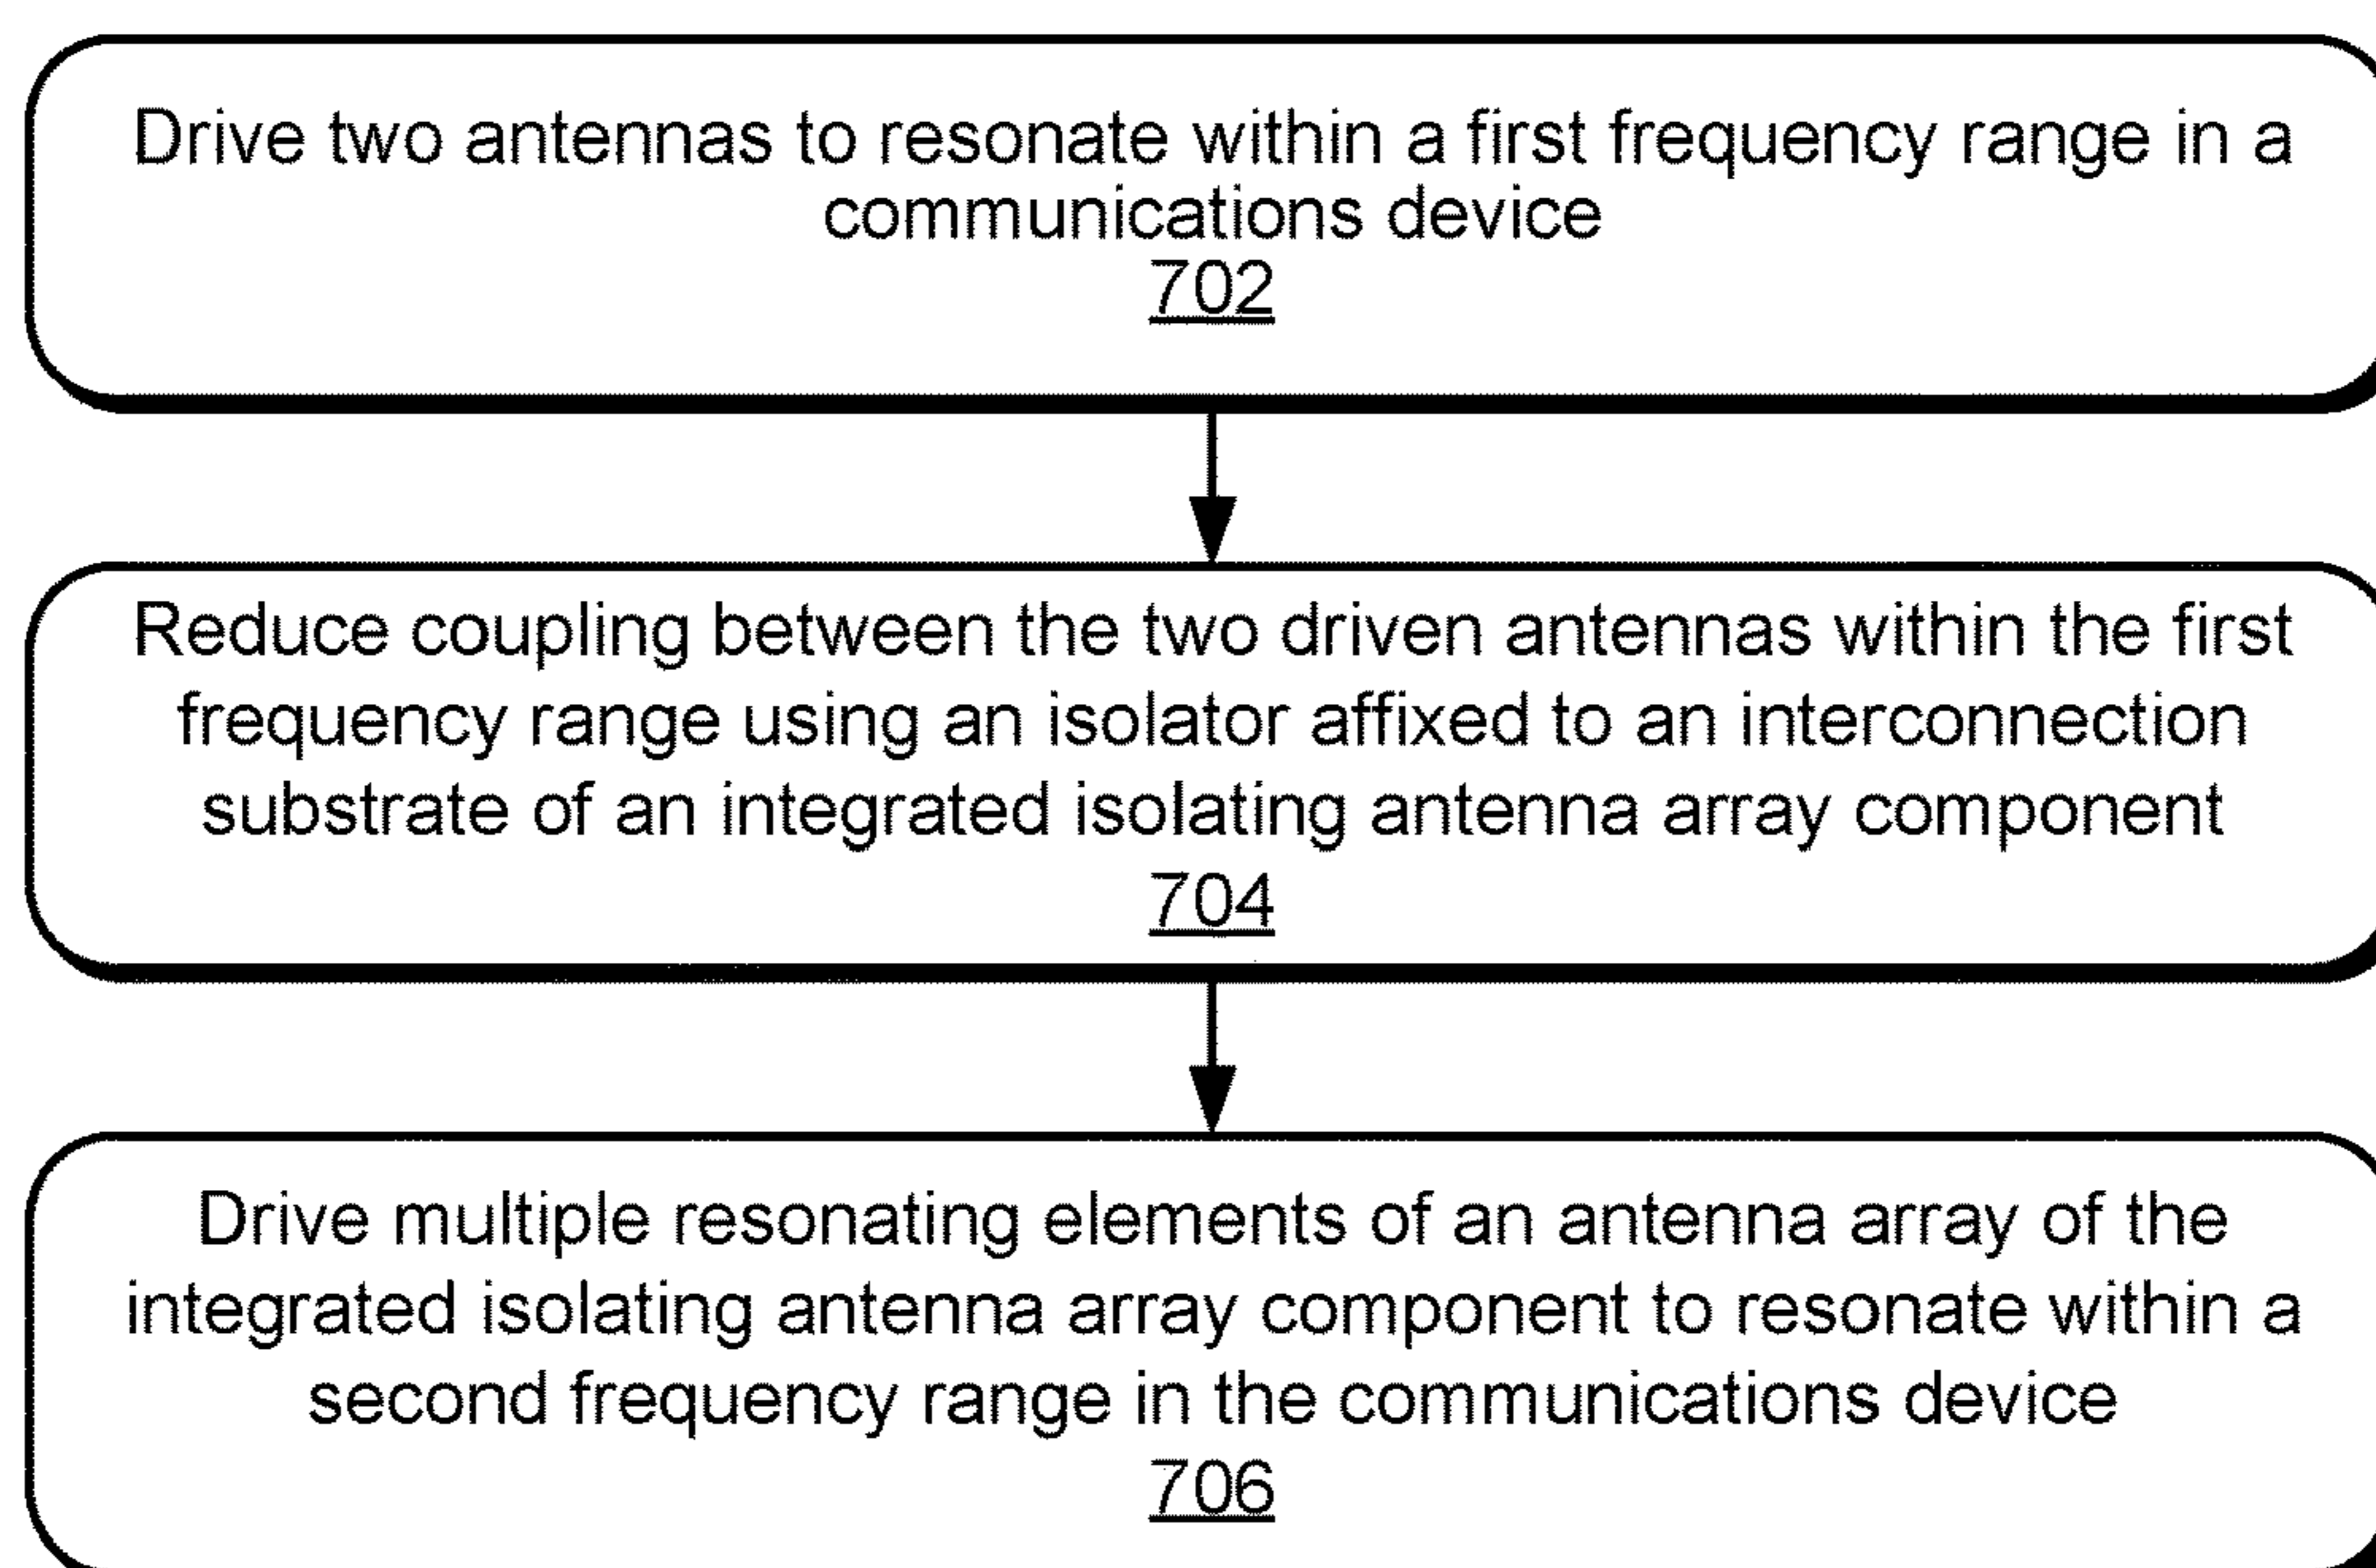 Drive two antennas to resonate within a first frequency range in a
communications device
702
Reduce coupling between the two driven antennas within the first
frequency range using an isolator affixed to an interconnection
substrate of an integrated isolating antenna array component
704
Drive multiple resonating elements of an antenna array of the
integrated isolating antenna array component to resonate within a
second frequency range in the communications device
706